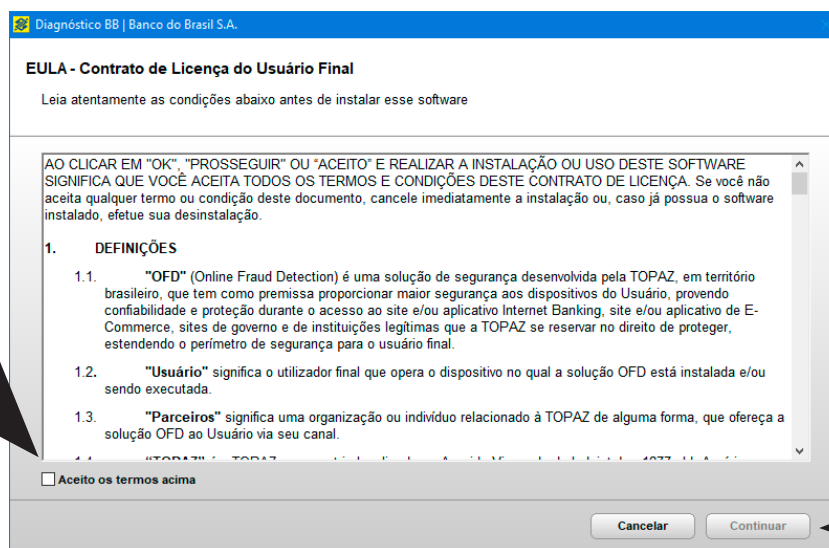 Diagnóstico BB | Banco do Brasil S.A.
EULA - Contrato de Licença do Usuário Final
Leia atentamente as condições abaixo antes de instalar esse software
AO CLICAR EM "OK", "PROSSEGUIR" OU “ACEITO” E REALIZAR A INSTALAÇÃO OU USO DESTE SOFTWARE
SIGNIFICA QUE VOCÊ ACEITA TODOS OS TERMOS E CONDIÇÕES DESTE CONTRATO DE LICENÇA. Se você não
aceita qualquer termo ou condição deste documento, cancele imediatamente a instalação ou, caso já possua o software
instalado, efetue sua desinstalação.
1. DEFINIÇÕES
1.1. "OFD" (Online Fraud Detection) é uma solução de segurança desenvolvida pela TOPAZ, em território
brasileiro, que tem como premissa proporcionar maior segurança aos dispositivos do Usuário, provendo
confiabilidade e proteção durante o acesso ao site e/ou aplicativo Internet Banking, site e/ou aplicativo de E-
Commerce, sites de governo e de instituições legítimas que a TOPAZ se reservar no direito de proteger,
estendendo o perímetro de segurança para o usuário final.
1.2. "Usuário" significa o utilizador final que opera o dispositivo no qual a solução OFD está instalada e/ou
sendo executada.
1.3. "Parceiros" significa uma organização ou indivíduo relacionado à TOPAZ de alguma forma, que ofereça a
solução OFD ao Usuário via seu canal.
Aceito os termos acima
Cancelar
Continuar